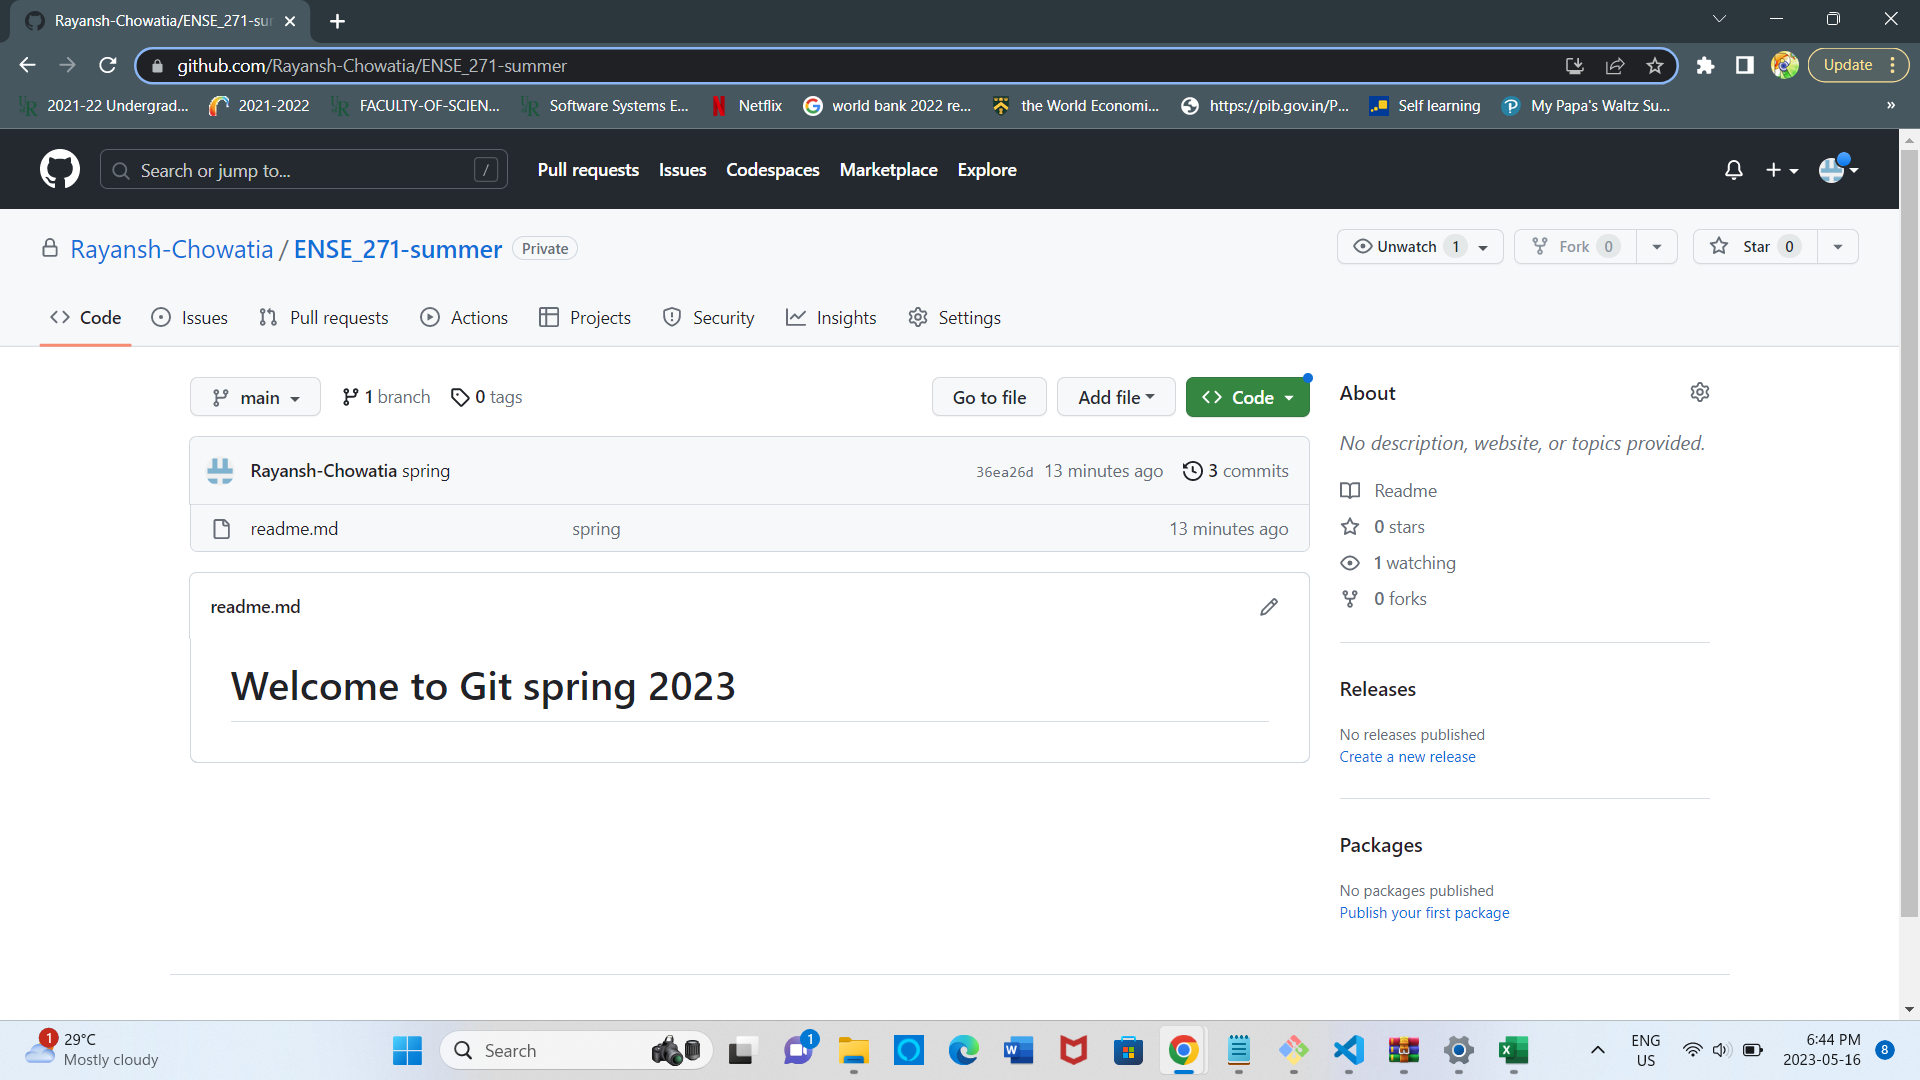 Rayansh-Chowatia/ENSE_271-sur
github.com/Rayansh-Chowatia/ENSE_271-summer
Update
2021-22 Undergrad...
2021-2022
FACULTY-OF-SCIEN...
Software Systems E...
Netflix
world bank 2022 re...
the World Economi...
https://pib.gov.in/P...
Self learning
My Papa's Waltz Su...
»
Search or jump to...
/
Pull requests
Issues
Codespaces
Marketplace
Explore
Rayansh-Chowatia / ENSE_271-summer
Private
Unwatch 1
Fork 0
Star 0
Code
Issues
Pull requests
Actions
Projects
Security
Insights
Settings
main
1 branch
0 tags
Go to file
Add file
Code
Rayansh-Chowatia spring
36ea26d 13 minutes ago
3 commits
readme.md
spring
13 minutes ago
readme.md
Welcome to Git spring 2023
About
No description, website, or topics provided.
Readme
0 stars
1 watching
0 forks
Releases
No releases published
Create a new release
Packages
No packages published
Publish your first package
1
29°C
Mostly cloudy
Search
1
ENG
US
6:44 PM
2023-05-16
8